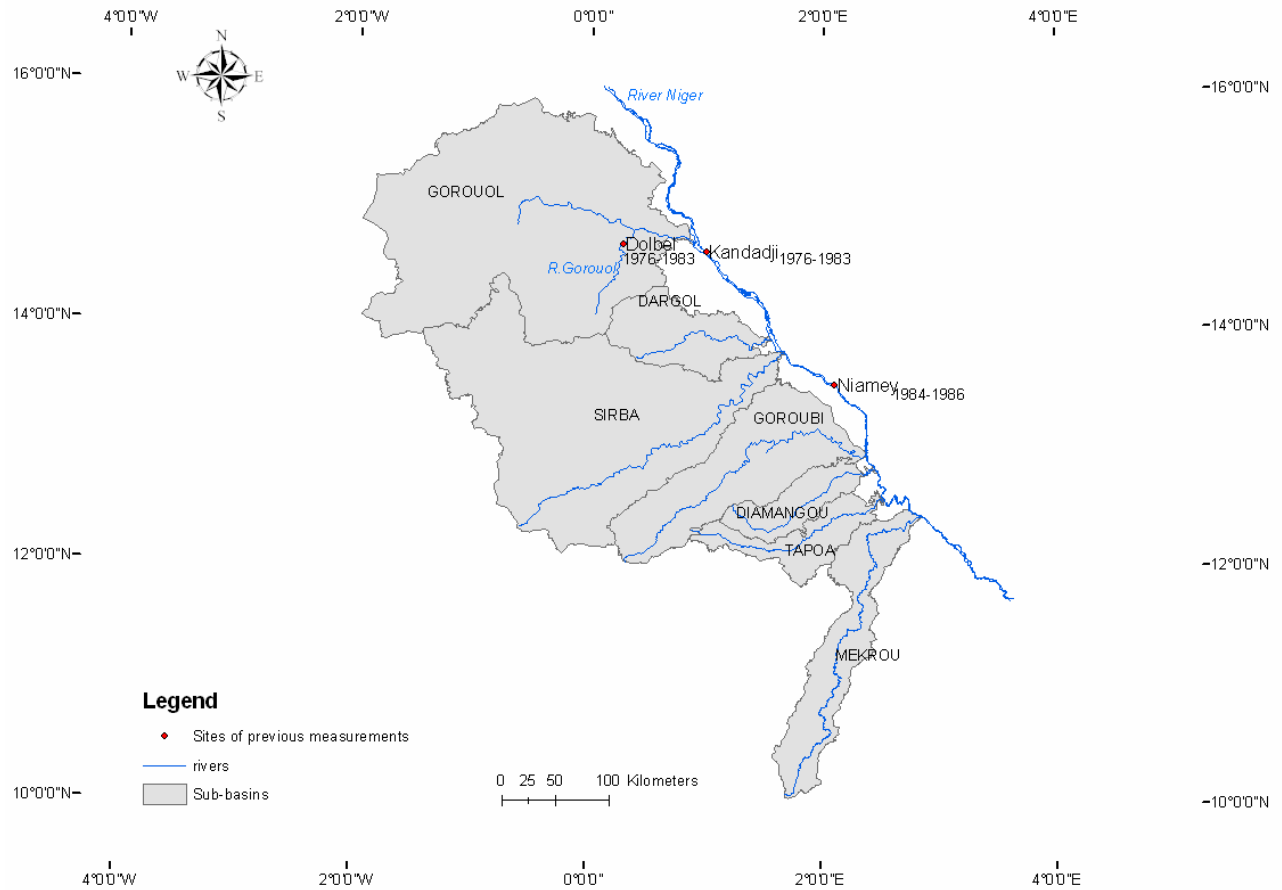 4°0'0"W 2°0'0"W 0°0'0" 2°0'0"E 4°0'0"E
N
W E
S
16°0'0"N
16°0'0"N
River Niger
GOROUOL
Dolbel
1976-1983
Kandadji 1976-1983
R.Gorouol
DARGOL
14°0'0"N
14°0'0"N
Niamey 1984-1986
SIRBA
GOROUBI
DIAMANGOU
TAPOA
12°0'0"N
12°0'0"N
MEKROU
Legend
Sites of previous measurements
rivers
Sub-basins
0 25 50 100 Kilometers
10°0'0"N
10°0'0"N
4°0'0"W 2°0'0"W 0°0'0" 2°0'0"E 4°0'0"E